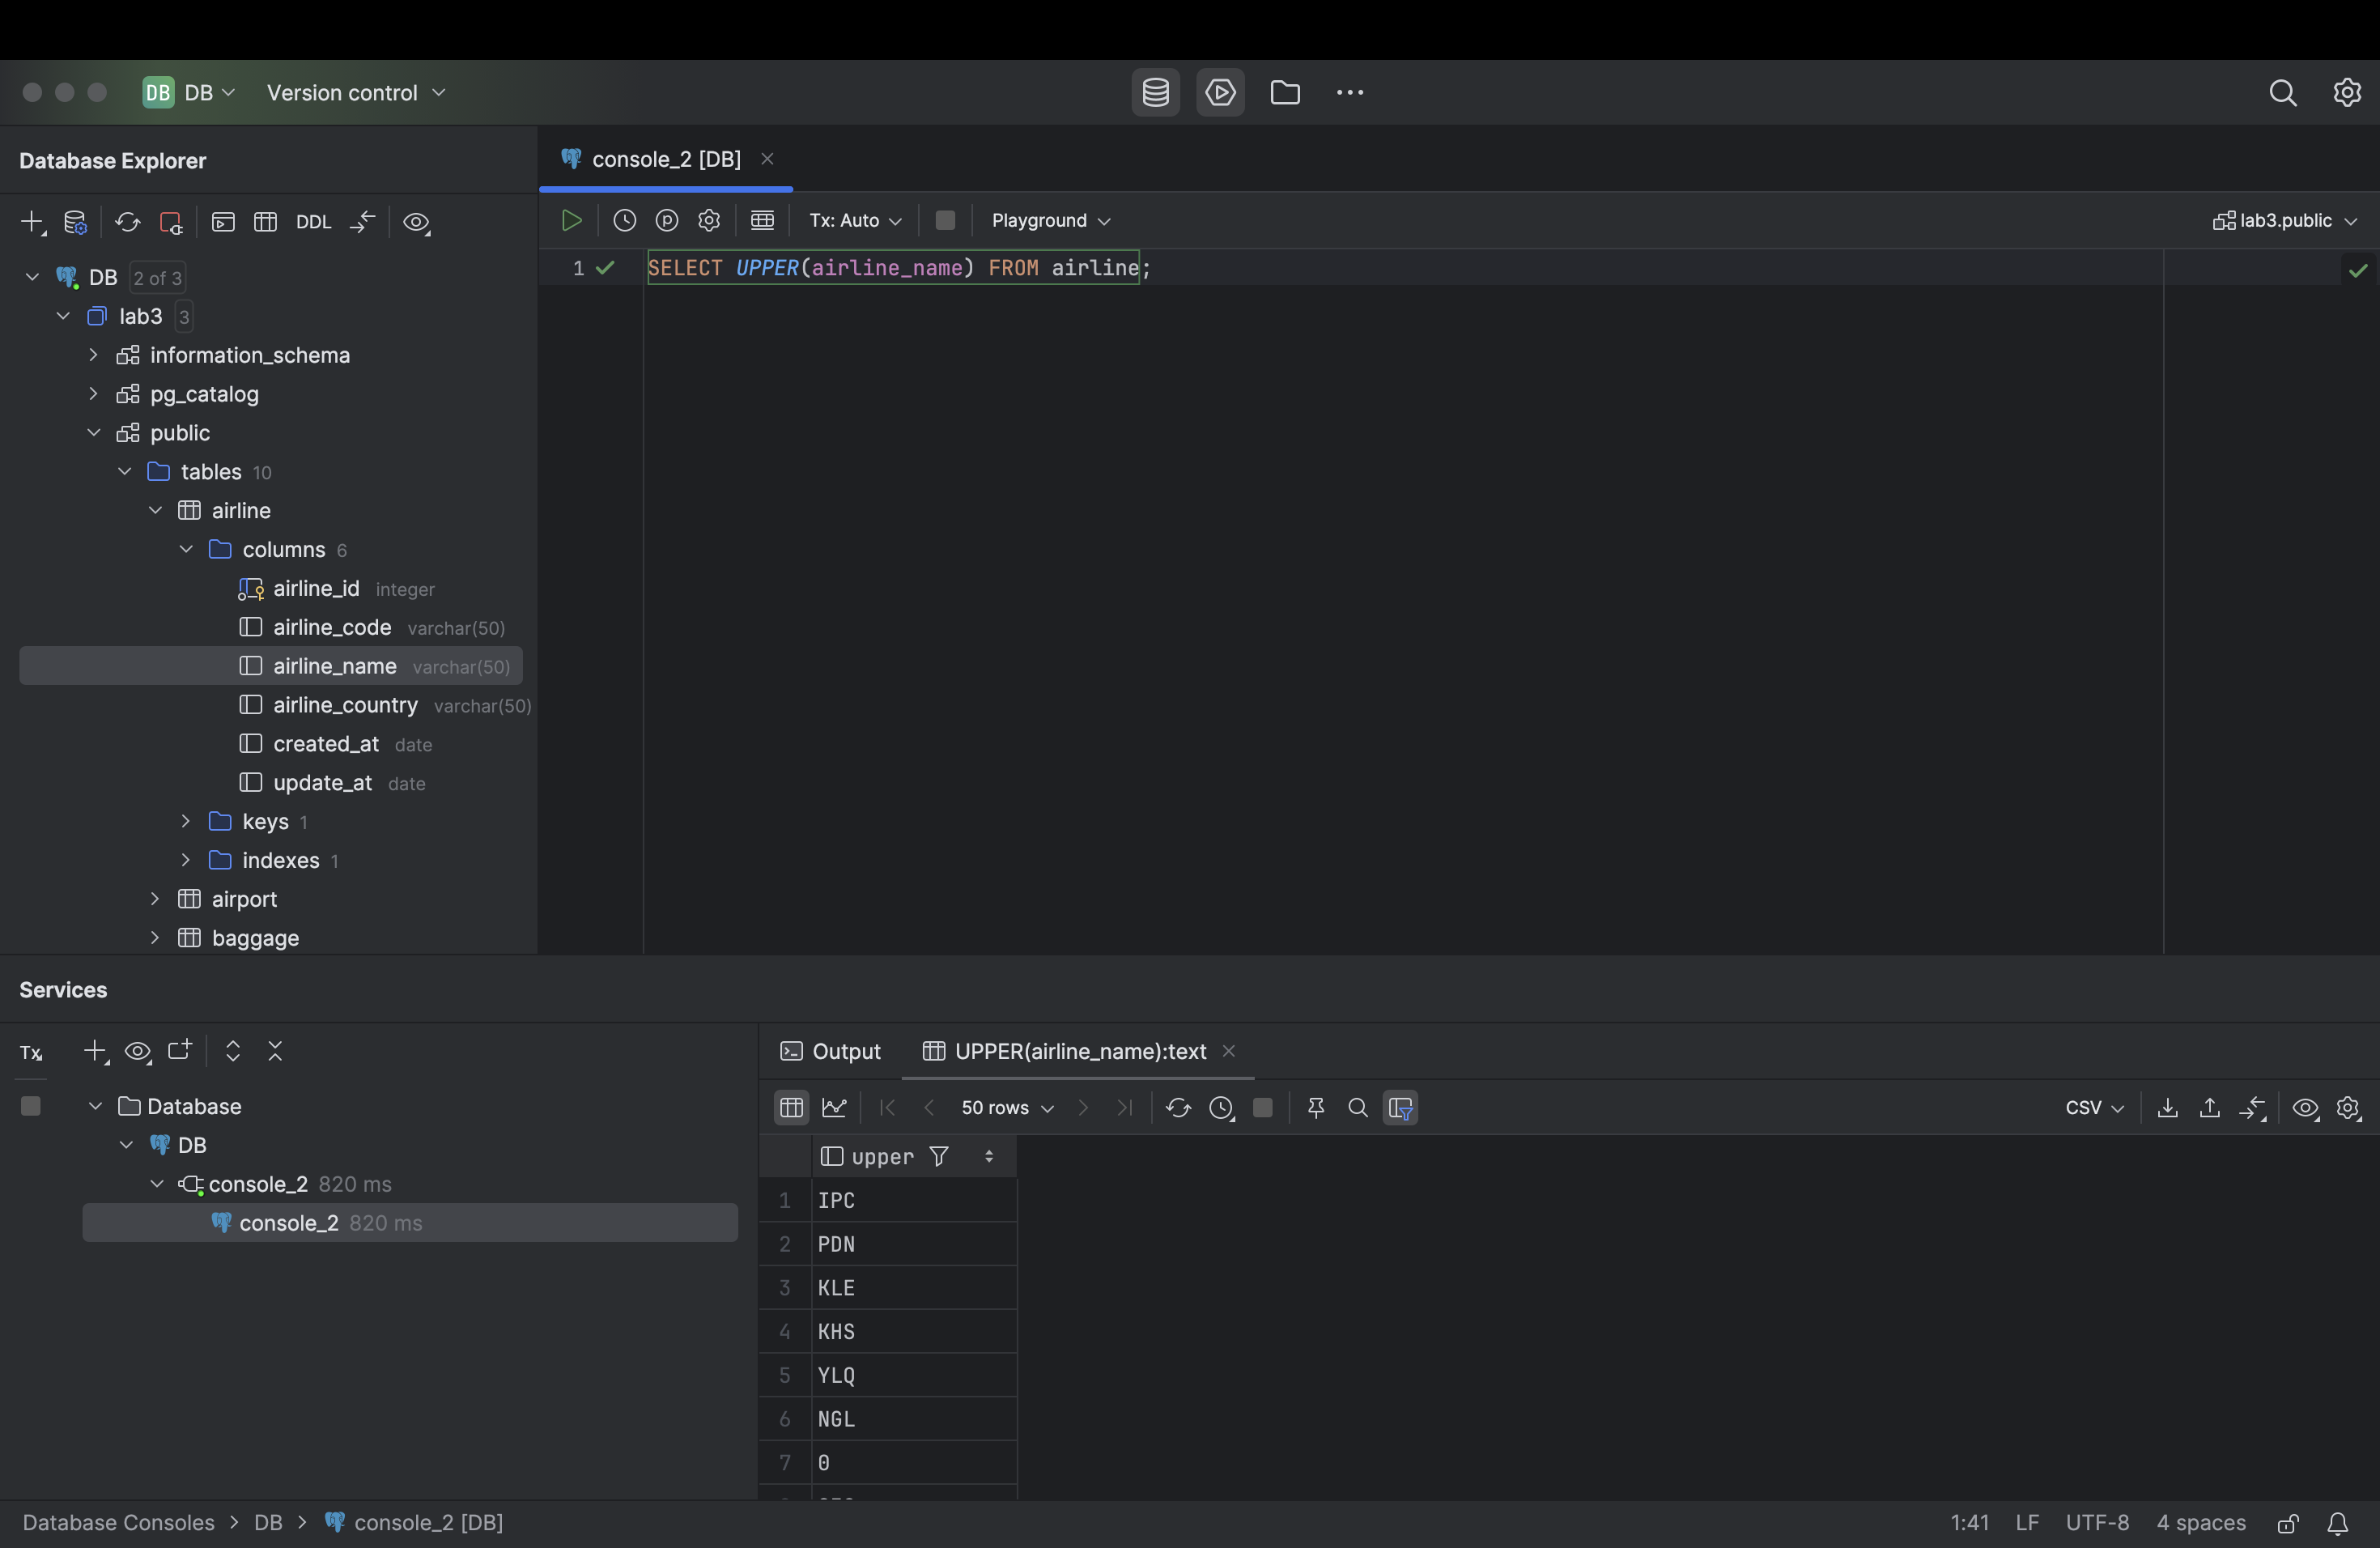 DB DB Version control
Database Explorer
console_2 [DB]
DDL
Tx: Auto
Playground
lab3.public
DB 2 of 3
1 SELECT UPPER(airline_name) FROM airline;
lab3 3
information_schema
pg_catalog
public
tables 10
airline
columns 6
airline_id integer
airline_code varchar(50)
airline_name varchar(50)
airline_country varchar(50)
created_at date
update_at date
keys 1
indexes 1
airport
baggage
Services
Tx
Output
UPPER(airline_name):text
Database
DB
console_2 820 ms
console_2 820 ms
50 rows
CSV
upper
1 IPC
2 PDN
3 KLE
4 KHS
5 YLQ
6 NGL
7 0
Database Consoles > DB > console_2 [DB]
1:41 LF UTF-8 4 spaces